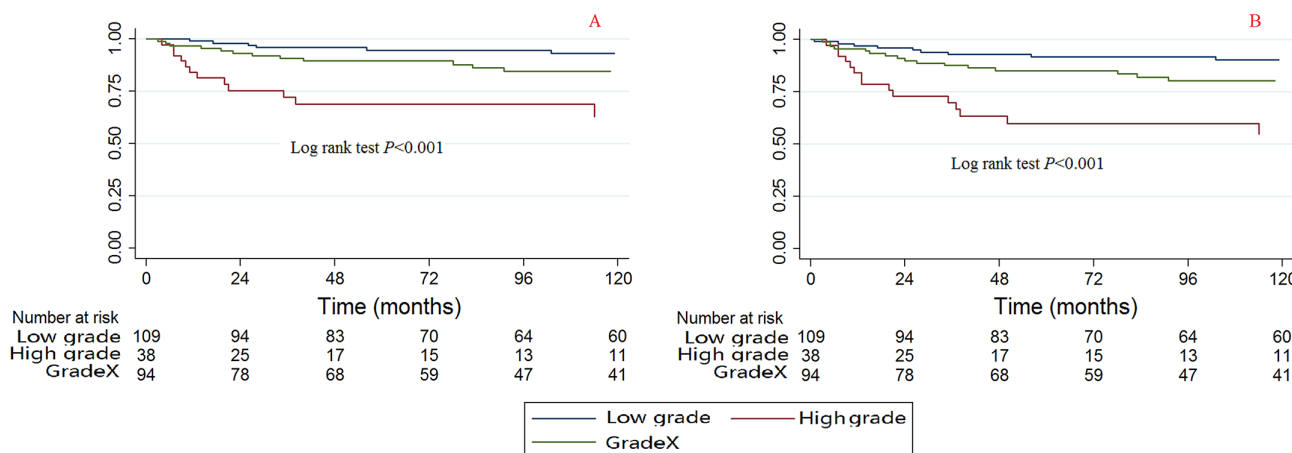 A
1.00
0.75
0.50
0.25
0.00
Log rank test P<0.001
0 24 48 72 96 120
Time (months)
Number at risk
Low grade 109 94 83 70 64 60
High grade 38 25 17 15 13 11
GradeX 94 78 68 59 47 41
B
1.00
0.75
0.50
0.25
0.00
Log rank test P<0.001
0 24 48 72 96 120
Time (months)
Number at risk
Low grade 109 94 83 70 64 60
High grade 38 25 17 15 13 11
GradeX 94 78 68 59 47 41
Low grade High grade
GradeX